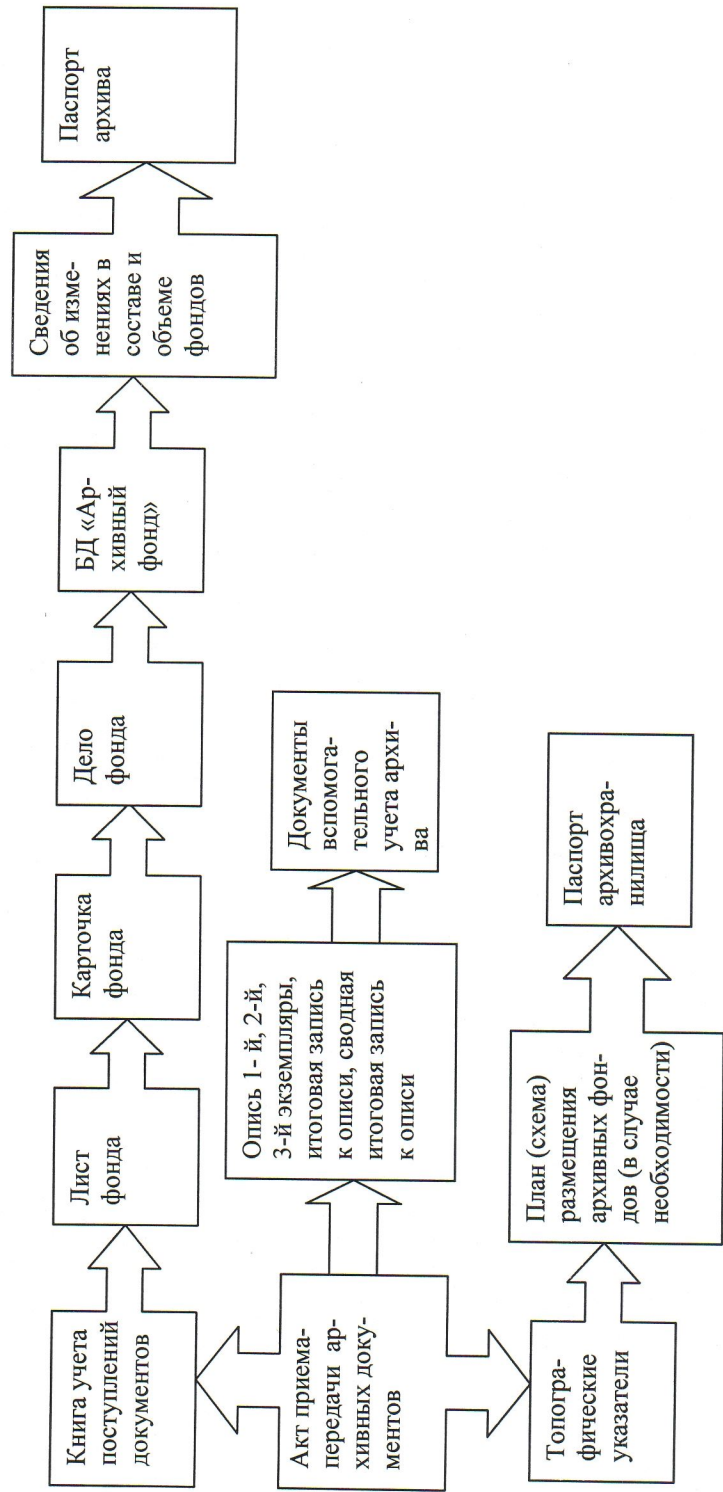 Книга учета
поступлений
документов
Лист
фонда
Карточка
фонда
Дело
фонда
БД «Ар-
хивный
фонд»
Сведения
об изме-
нениях в
составе и
объеме
фондов
Паспорт
архива
Акт приема-
передачи ар-
хивных доку-
ментов
Опись 1- й, 2-й,
3-й экземпляры,
итоговая запись
к описи, сводная
итоговая запись
к описи
Документы
вспомога-
тельного
учета архи-
ва
Топогра-
фические
указатели
План (схема)
размещения
архивных фон-
дов (в случае
необходимости)
Паспорт
архивохра-
нилища